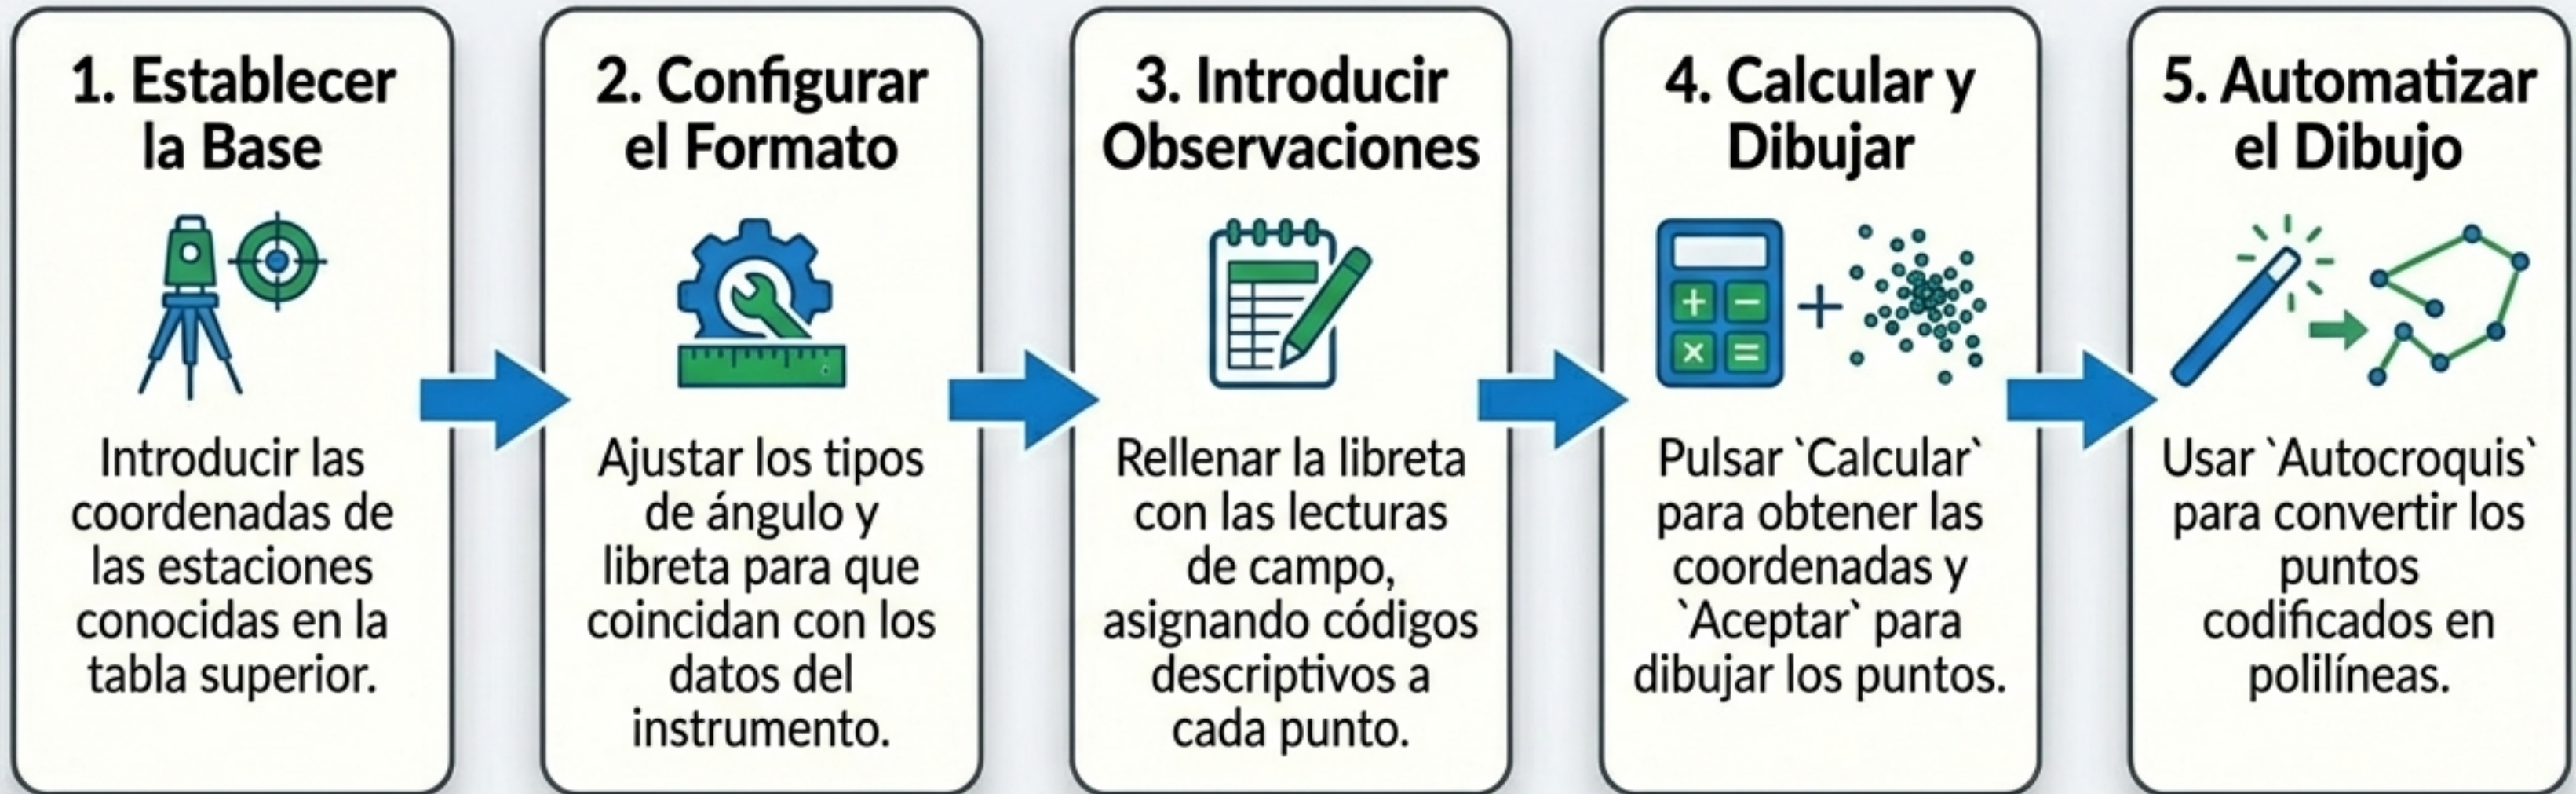 1. Establecer
la Base
Introducir las
coordenadas de
las estaciones
conocidas en la
tabla superior.
2. Configurar
el Formato
Ajustar los tipos
de ángulo y
libreta para que
coincidan con los
datos del
instrumento.
3. Introducir
Observaciones
Rellenar la libreta
con las lecturas
de campo,
asignando códigos
descriptivos a
cada punto.
4. Calcular y
Dibujar
Pulsar `Calcular`
para obtener las
coordenadas y
`Aceptar` para
dibujar los puntos.
5. Automatizar
el Dibujo
Usar `Autocroquis`
para convertir los
puntos
codificados en
polilíneas.